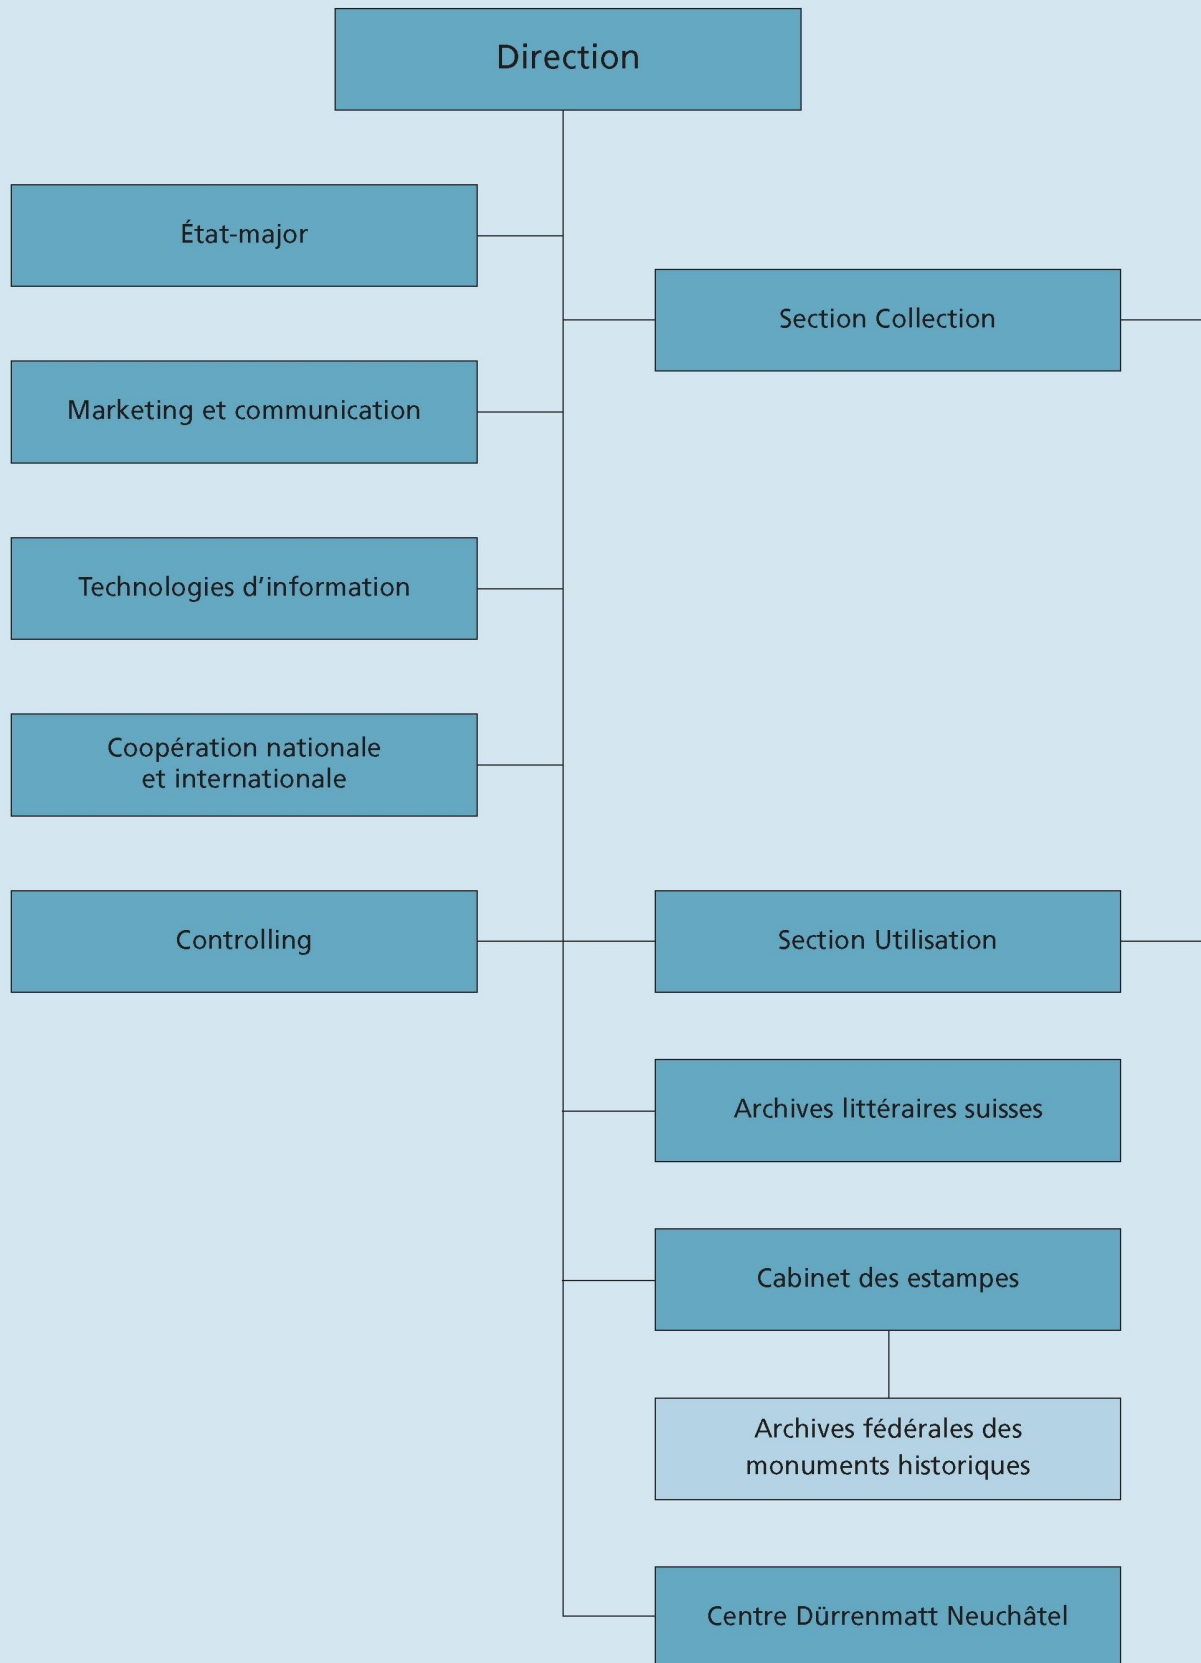 Direction
État-major
Section Collection
Marketing et communication
Technologies d’information
Coopération nationale
et internationale
Controlling
Section Utilisation
Archives littéraires suisses
Cabinet des estampes
Archives fédérales des
monuments historiques
Centre Dürrenmatt Neuchâtel